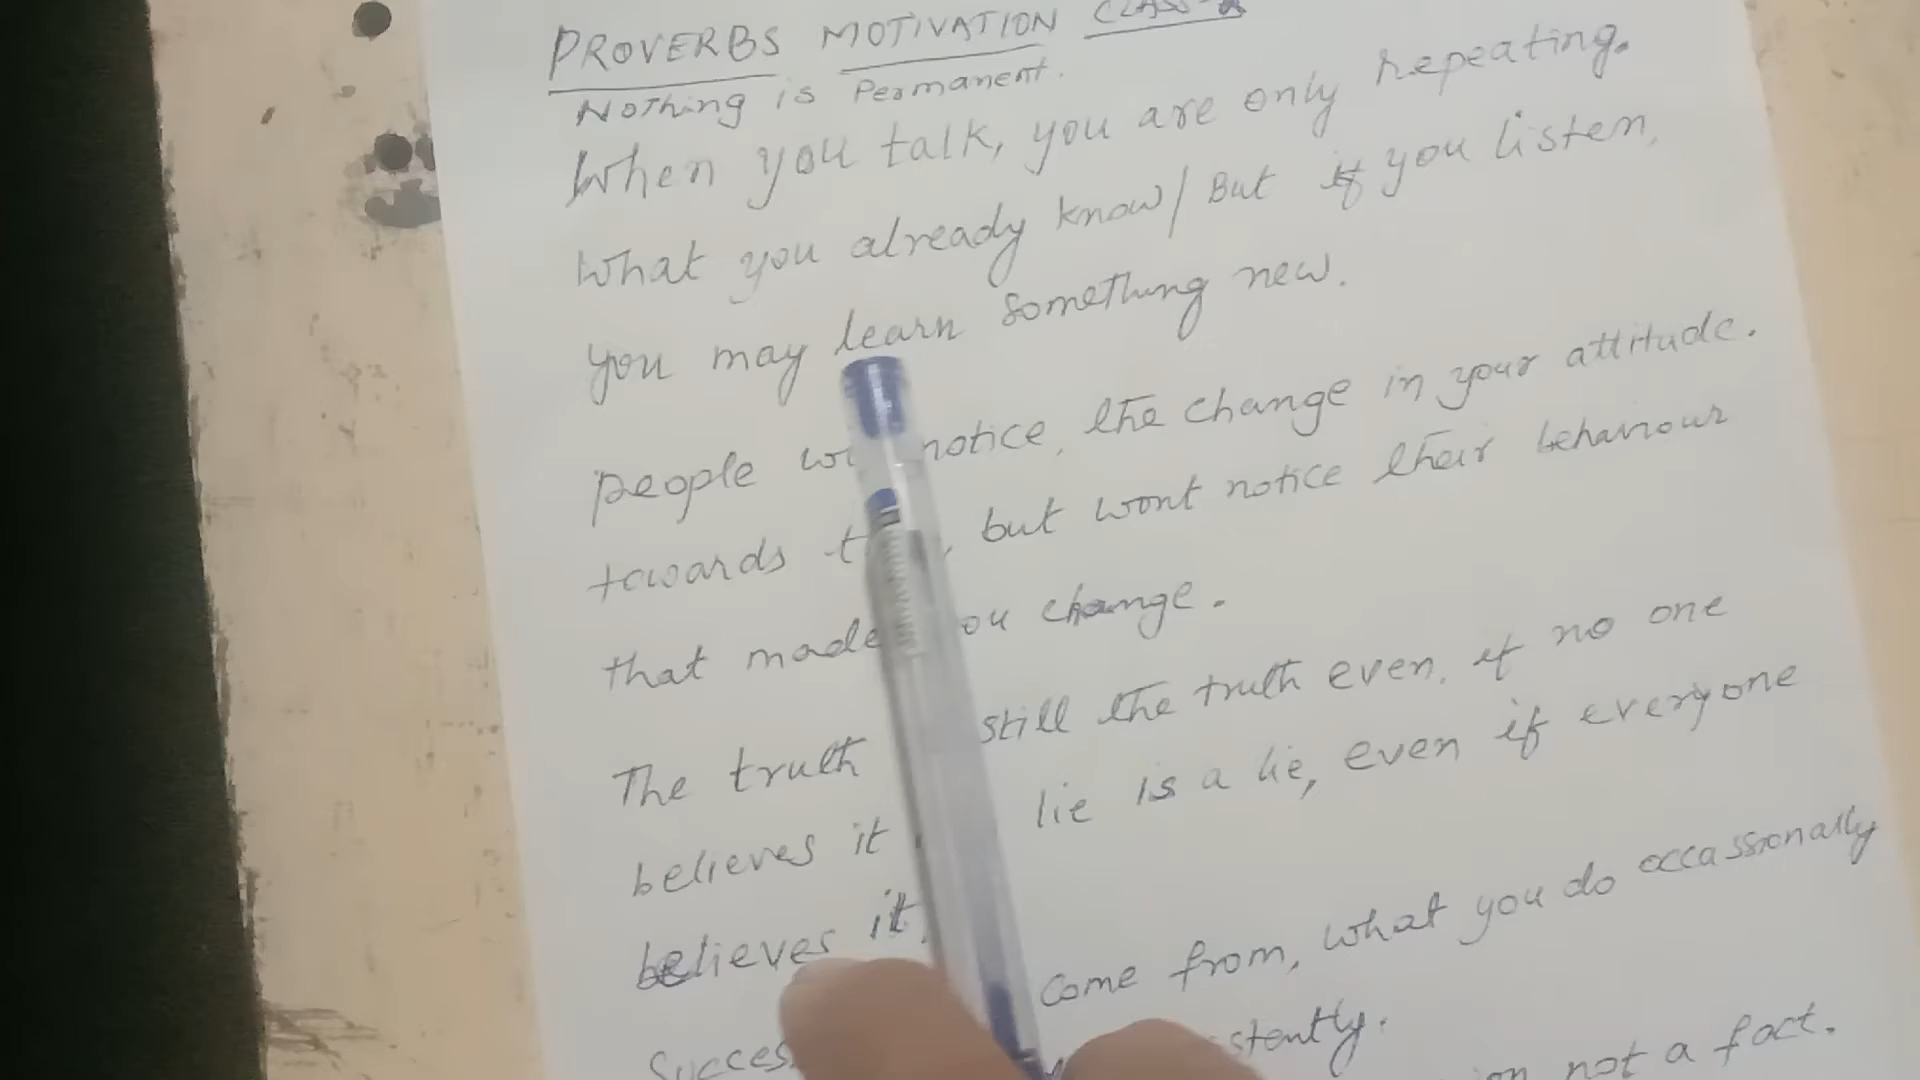 PROVERBS MOTIVATION CLASS
Nothing is Permanent.
When you talk, you are only repeating.
What you already know/ But if you listen,
you may learn something new.
people notice, the change in your attitude.
towards , but wont notice their behaviour
that made change.
The truth still the truth even, if no one
believes it lie is a lie, even if everyone
believes it.
come from, what you do occassionally
not a fact.